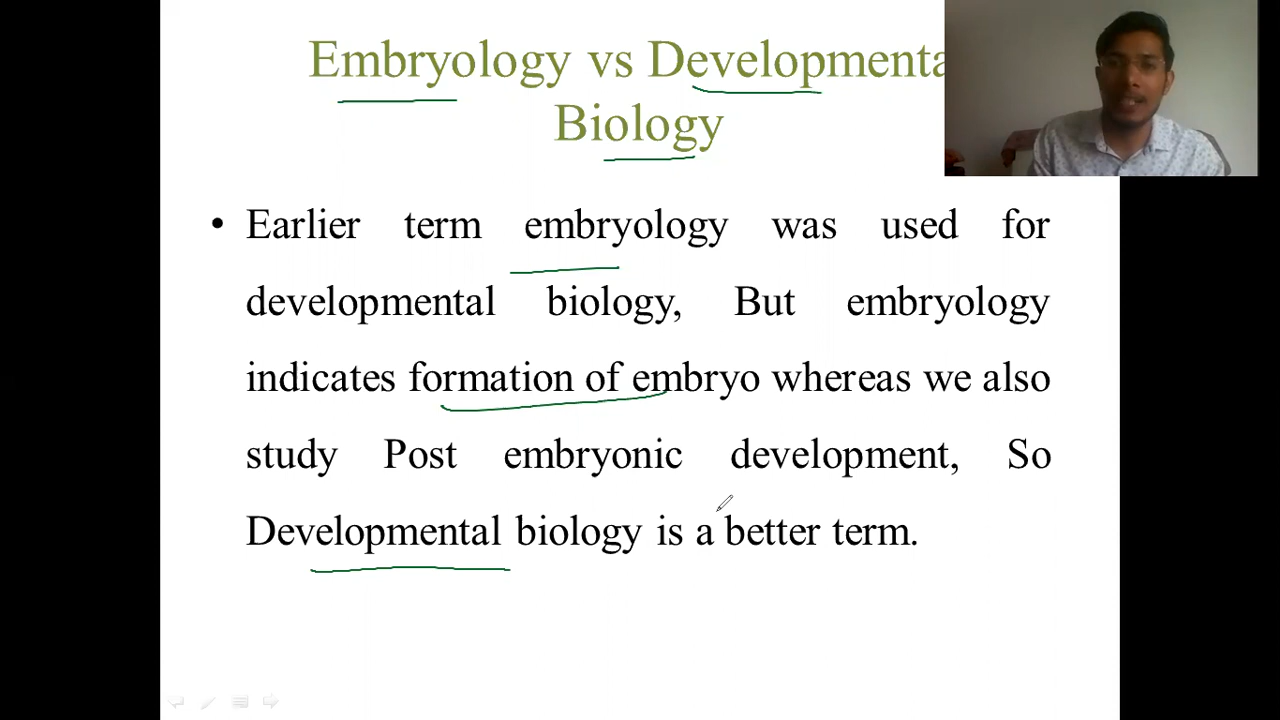 Embryology vs Developmenta
Biology
• Earlier term embryology was used for
developmental biology, But embryology
indicates formation of embryo whereas we also
study Post embryonic development, So
Developmental biology is a better term.